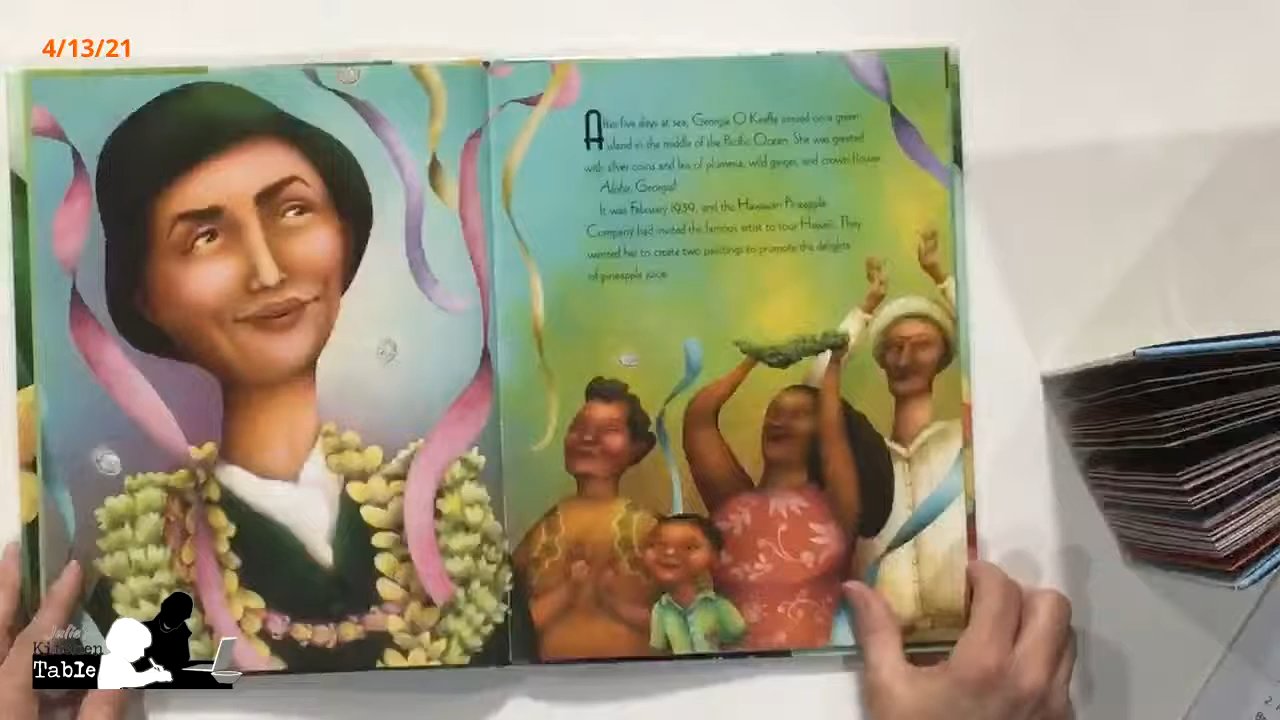 4/13/21
After five days at sea, Georgia O'Keeffe arrived on a green
island in the middle of the Pacific Ocean. She was greeted
with silver coins and leis of plumeria, wild ginger, and crown flower.
Aloha, Georgia!
It was February 1939, and the Hawaiian Pineapple
Company had invited the famous artist to tour Hawaii. They
wanted her to create two paintings to promote the delights
of pineapple juice.
Julie's
Kitchen
Table